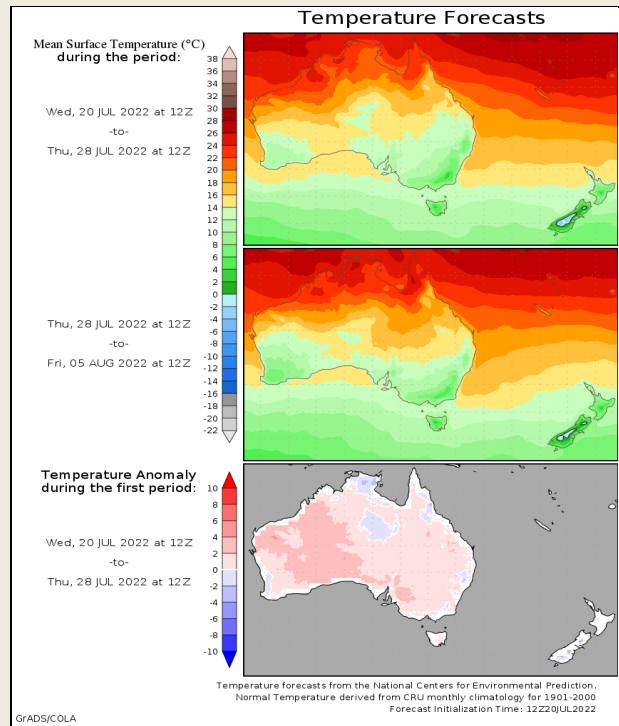 Temperature Forecasts
Mean Surface Temperature (°C)
during the period:
38
36
34
32
30
28
26
24
22
20
18
16
14
12
10
8
6
4
2
0
-2
-4
-6
-8
-10
-12
-14
-16
-18
-20
-22
Wed, 20 JUL 2022 at 12Z
-to-
Thu, 28 JUL 2022 at 12Z
Thu, 28 JUL 2022 at 12Z
-to-
Fri, 05 AUG 2022 at 12Z
Temperature Anomaly
during the first period:
10
8
6
4
2
0
-2
-4
-6
-8
-10
Wed, 20 JUL 2022 at 12Z
-to-
Thu, 28 JUL 2022 at 12Z
Temperature forecasts from the National Centers for Environmental Prediction.
Normal Temperature derived from CRU monthly climatology for 1901-2000
Forecast Initialization Time: 12Z20JUL2022
GrADS/COLA